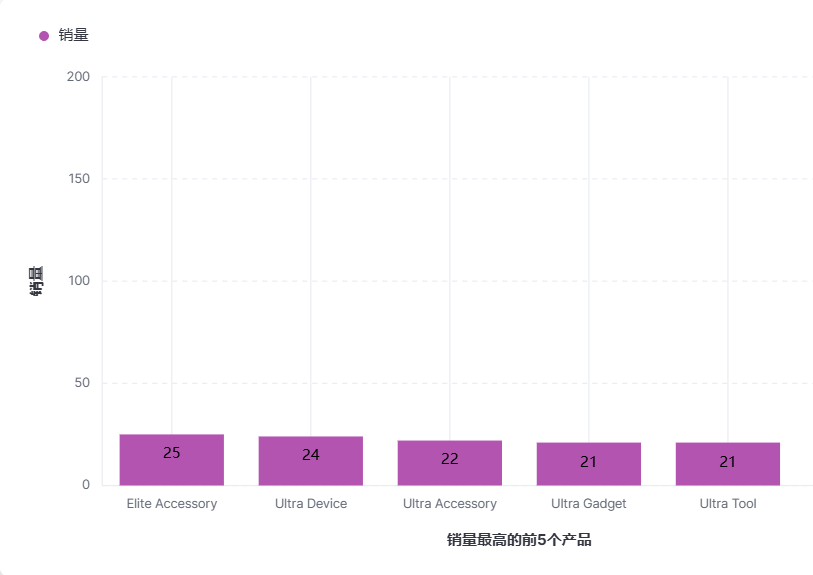 销量
200
150
100
50
0
销量
25
24
22
21
21
Elite Accessory
Ultra Device
Ultra Accessory
Ultra Gadget
Ultra Tool
销量最高的前5个产品